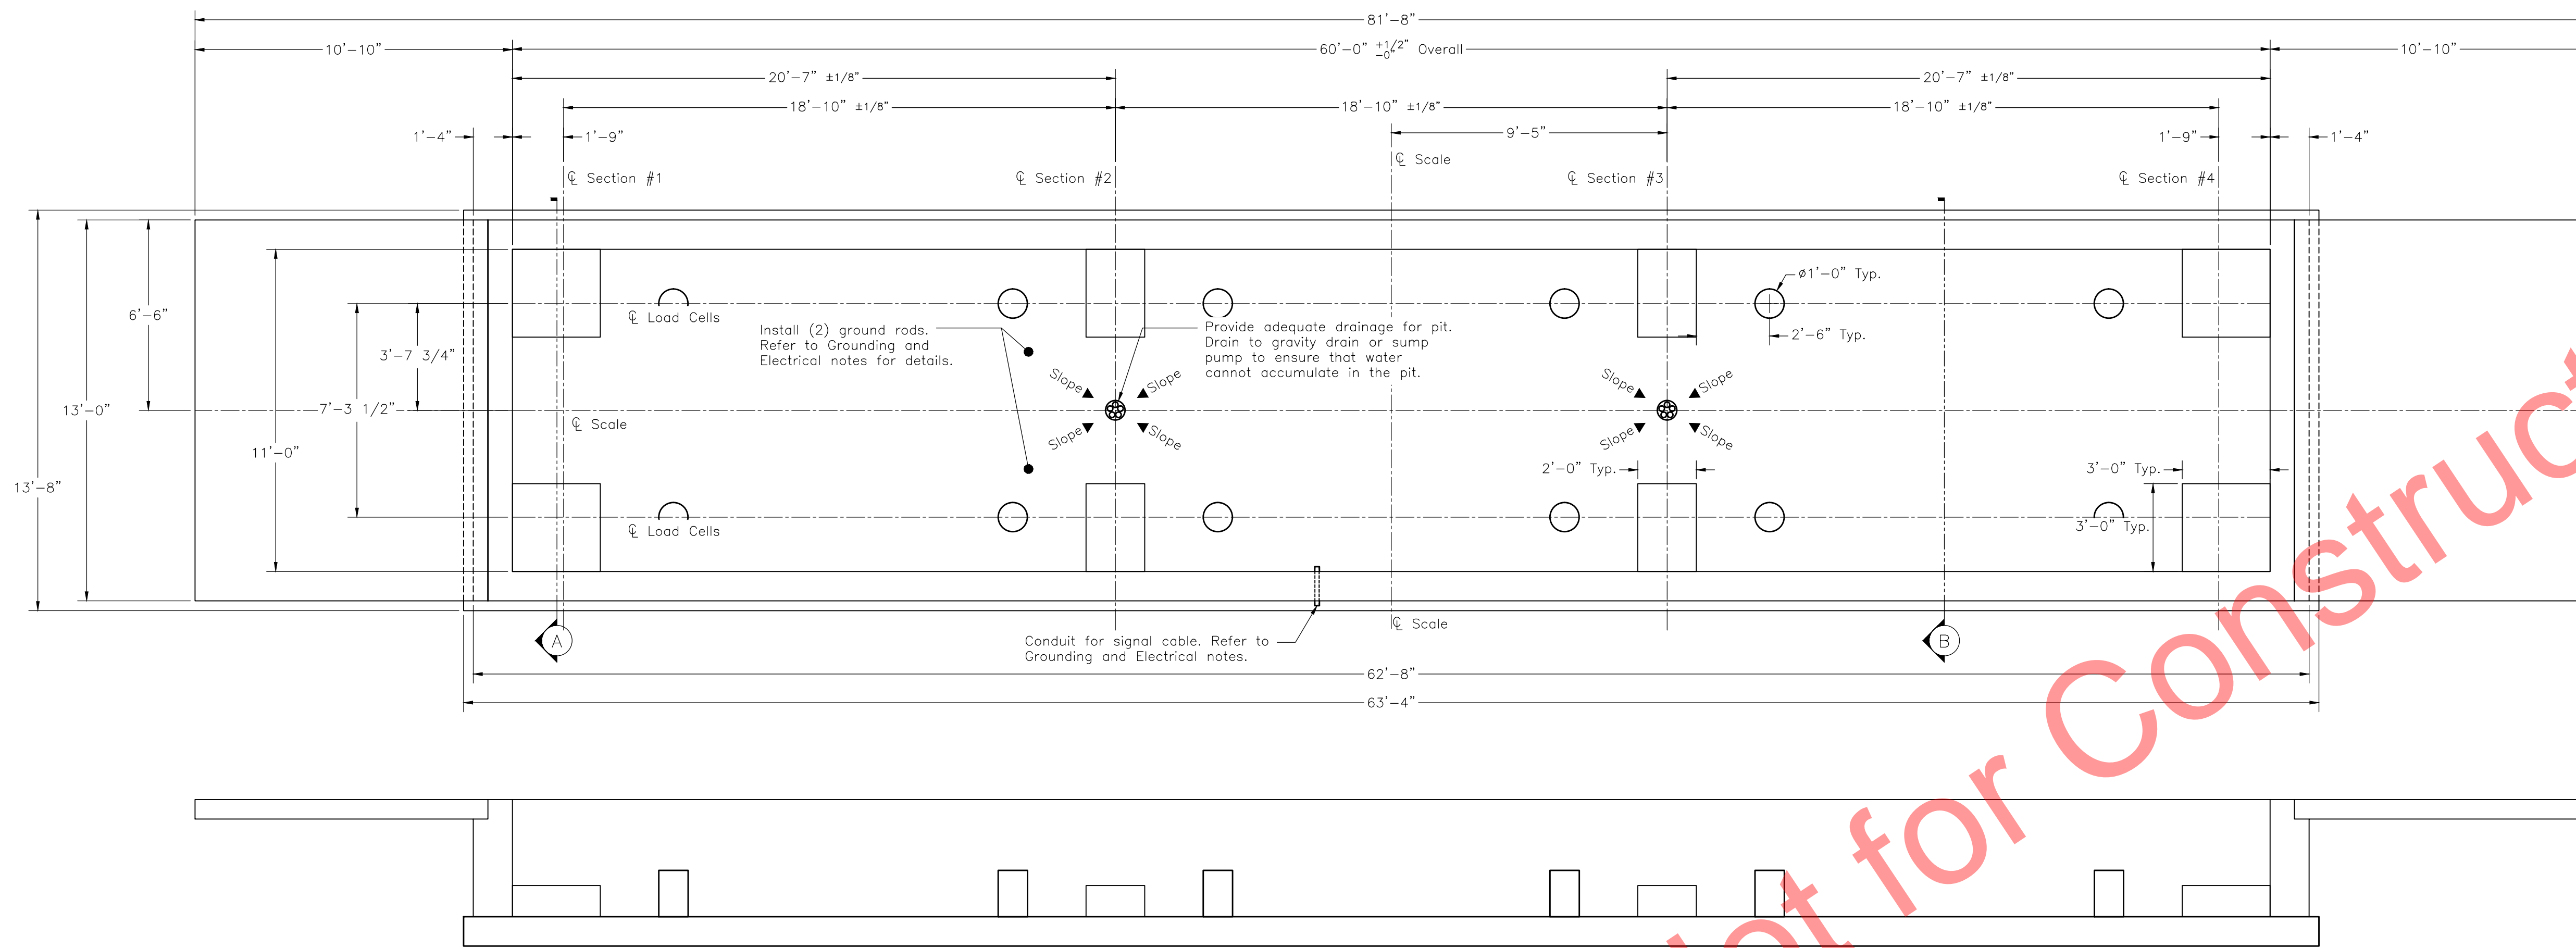 81'-8"
10'-10"
60'-0" +1/2" -0" Overall
10'-10"
20'-7" ±1/8"
20'-7" ±1/8"
18'-10" ±1/8"
18'-10" ±1/8"
18'-10" ±1/8"
1'-4"
1'-9"
9'-5"
1'-9"
1'-4"
℄ Scale
℄ Section #1
℄ Section #2
℄ Section #3
℄ Section #4
ø1'-0" Typ.
6'-6"
℄ Load Cells
Install (2) ground rods.
Refer to Grounding and
Electrical notes for details.
Provide adequate drainage for pit.
Drain to gravity drain or sump
pump to ensure that water
cannot accumulate in the pit.
2'-6" Typ.
3'-7 3/4"
Slope
Slope
Slope
Slope
13'-0"
7'-3 1/2"
℄ Scale
Slope
Slope
Slope
Slope
11'-0"
2'-0" Typ.
3'-0" Typ.
13'-8"
℄ Load Cells
3'-0" Typ.
℄ Scale
A
B
Conduit for signal cable. Refer to
Grounding and Electrical notes.
62'-8"
63'-4"
for Construct